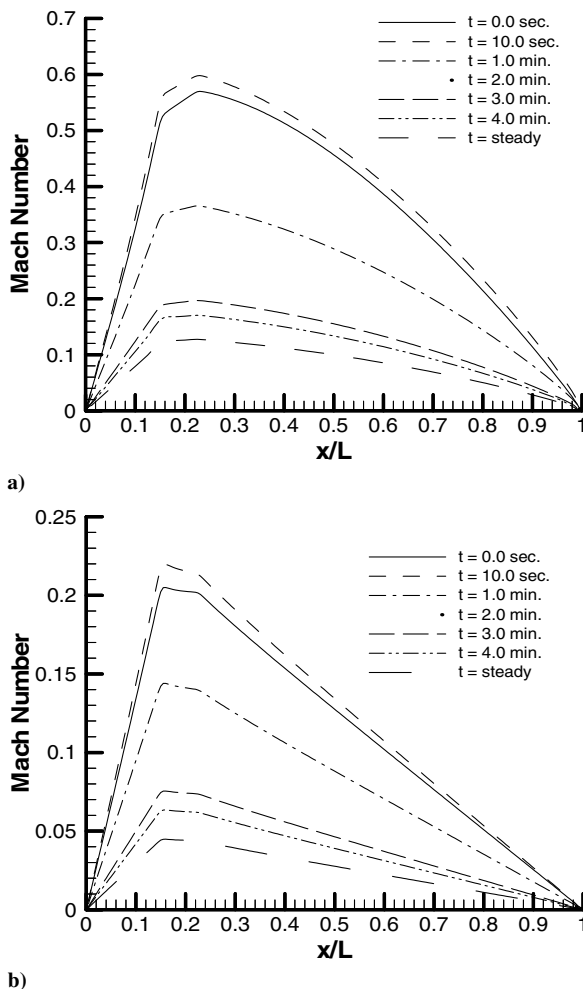 0.7
0.6
0.5
0.4
0.3
0.2
0.1
0
Mach Number
t = 0.0 sec.
t = 10.0 sec.
t = 1.0 min.
t = 2.0 min.
t = 3.0 min.
t = 4.0 min.
t = steady
0 0.1 0.2 0.3 0.4 0.5 0.6 0.7 0.8 0.9 1
x/L
a)
0.25
0.2
0.15
0.1
0.05
0
Mach Number
t = 0.0 sec.
t = 10.0 sec.
t = 1.0 min.
t = 2.0 min.
t = 3.0 min.
t = 4.0 min.
t = steady
0 0.1 0.2 0.3 0.4 0.5 0.6 0.7 0.8 0.9 1
x/L
b)